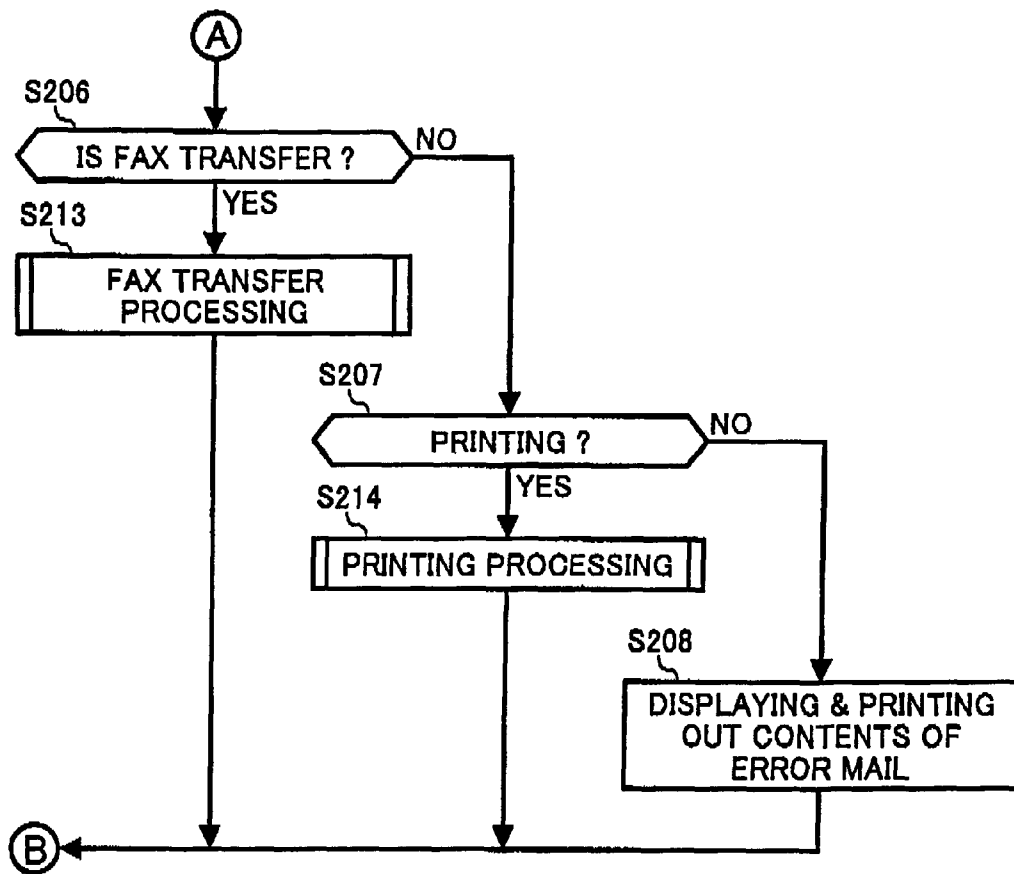 A
S206
IS FAX TRANSFER ?
NO
YES
S213
FAX TRANSFER
PROCESSING
S207
PRINTING ?
NO
YES
S214
PRINTING PROCESSING
S208
DISPLAYING & PRINTING
OUT CONTENTS OF
ERROR MAIL
B